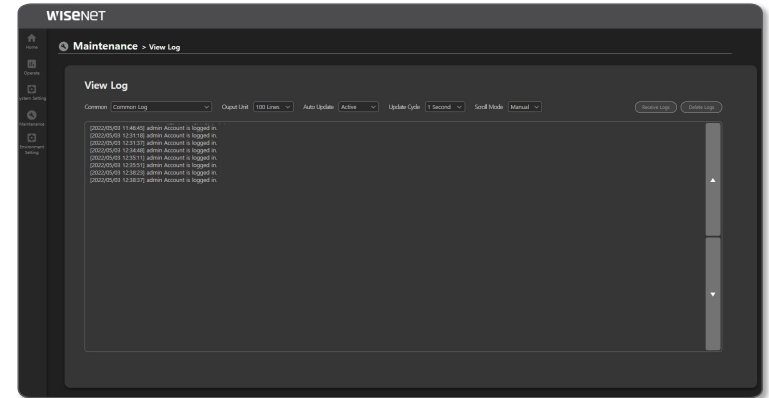 WISENET
Home
Maintenance > View Log
Operate
View Log
System Setting
Common Common Log Ouput Unit 100 Lines Auto Update Active Update Cycle 1 Second Scroll Mode Manual Receive Logs Delete Logs
Maintenance
Environment
Setting
[2022/05/03 11:46:45] admin Account is logged in.
[2022/05/03 12:31:18] admin Account is logged in.
[2022/05/03 12:31:37] admin Account is logged in.
[2022/05/03 12:34:48] admin Account is logged in.
[2022/05/03 12:35:11] admin Account is logged in.
[2022/05/03 12:35:51] admin Account is logged in.
[2022/05/03 12:38:23] admin Account is logged in.
[2022/05/03 12:38:37] admin Account is logged in.